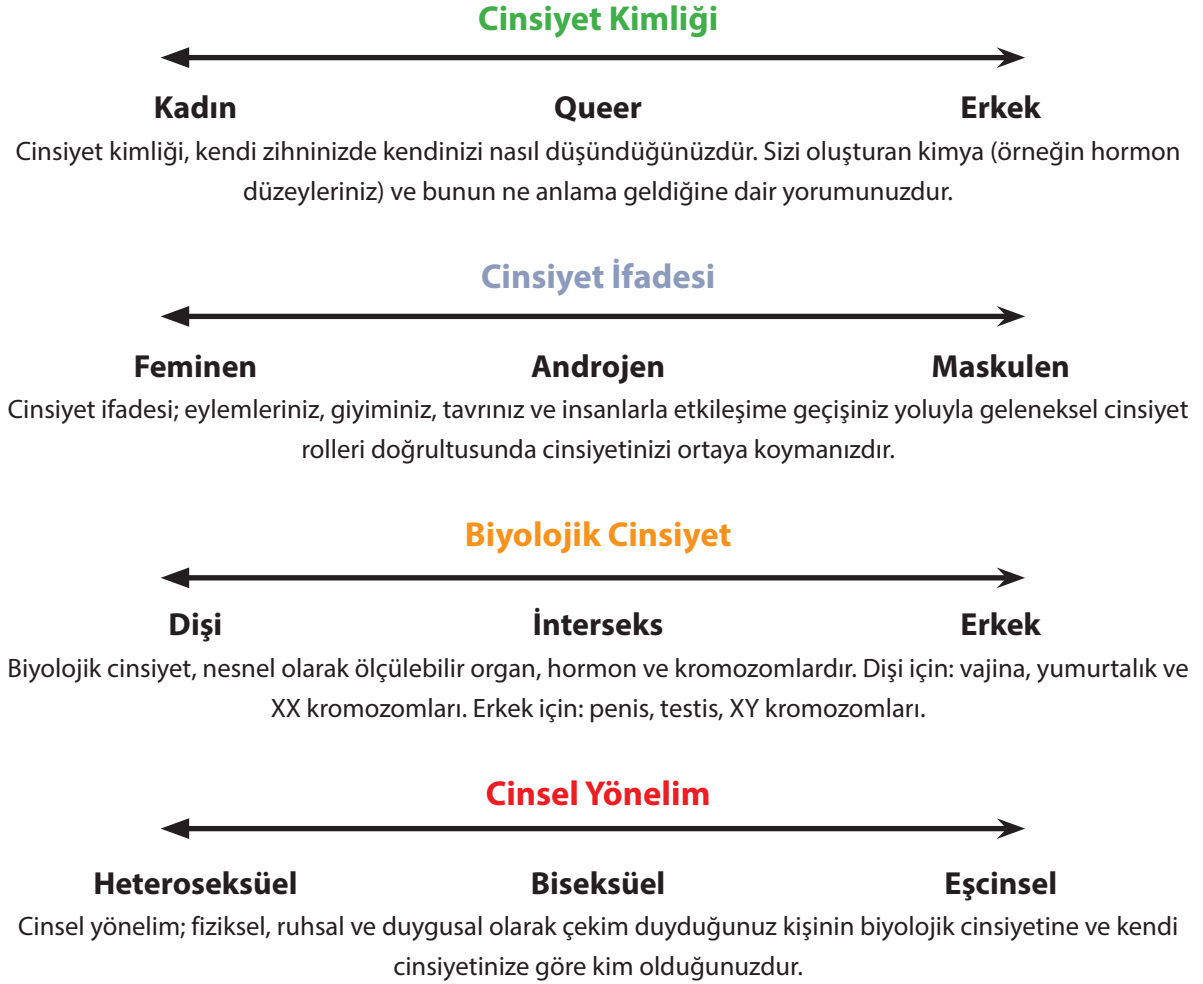 Cinsiyet Kimliği
Kadın Queer Erkek
Cinsiyet kimliği, kendi zihninizde kendinizi nasıl düşündüğünüzdür. Sizi oluşturan kimya (örneğin hormon
düzeyleriniz) ve bunun ne anlama geldiğine dair yorumunuzdur.
Cinsiyet İfadesi
Feminen Androjen Maskulen
Cinsiyet ifadesi; eylemleriniz, giyiminiz, tavrınız ve insanlarla etkileşime geçişiniz yoluyla geleneksel cinsiyet
rolleri doğrultusunda cinsiyetinizi ortaya koymanızdır.
Biyolojik Cinsiyet
Dişi İnterseks Erkek
Biyolojik cinsiyet, nesnel olarak ölçülebilir organ, hormon ve kromozomlardır. Dişi için: vajina, yumurtalık ve
XX kromozomları. Erkek için: penis, testis, XY kromozomları.
Cinsel Yönelim
Heteroseksüel Biseksüel Eşcinsel
Cinsel yönelim; fiziksel, ruhsal ve duygusal olarak çekim duyduğunuz kişinin biyolojik cinsiyetine ve kendi
cinsiyetinize göre kim olduğunuzdur.